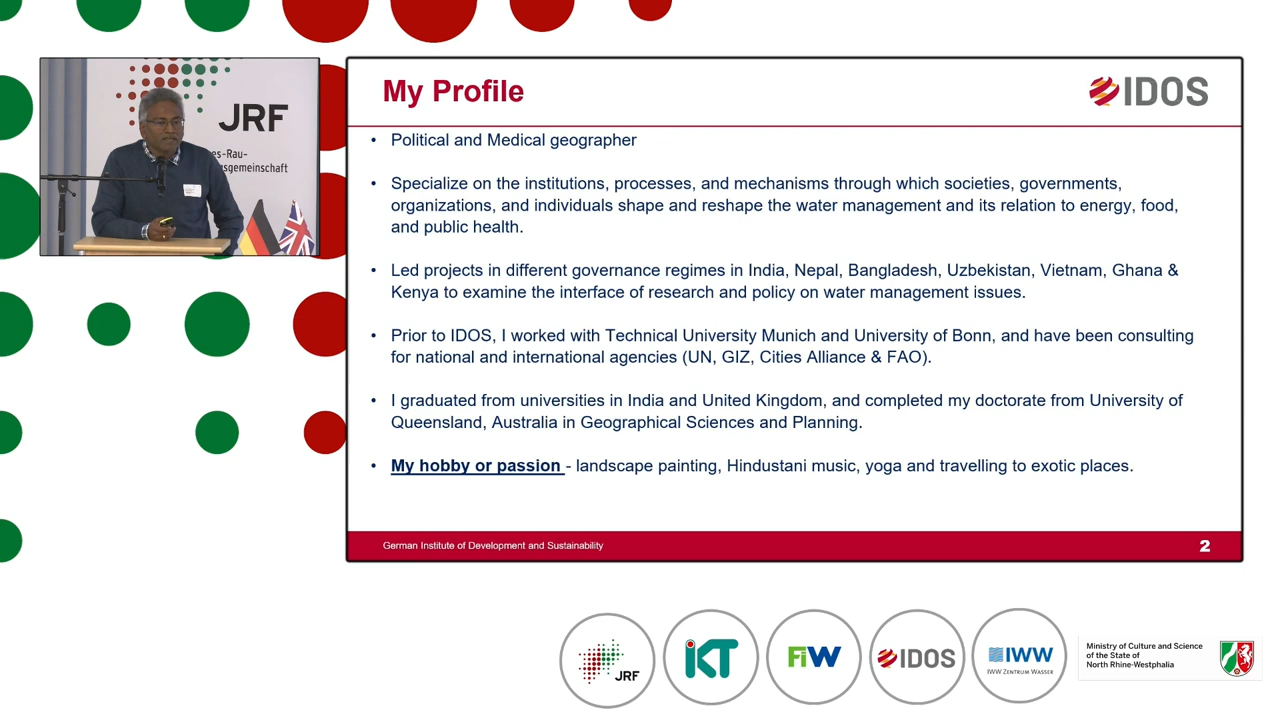 My Profile
IDOS
• Political and Medical geographer
• Specialize on the institutions, processes, and mechanisms through which societies, governments,
organizations, and individuals shape and reshape the water management and its relation to energy, food,
and public health.
• Led projects in different governance regimes in India, Nepal, Bangladesh, Uzbekistan, Vietnam, Ghana &
Kenya to examine the interface of research and policy on water management issues.
• Prior to IDOS, I worked with Technical University Munich and University of Bonn, and have been consulting
for national and international agencies (UN, GIZ, Cities Alliance & FAO).
• I graduated from universities in India and United Kingdom, and completed my doctorate from University of
Queensland, Australia in Geographical Sciences and Planning.
• My hobby or passion - landscape painting, Hindustani music, yoga and travelling to exotic places.
German Institute of Development and Sustainability
2
JRF
es-Rau-
sgemeinschaft
JRF
iKT
FiW
IDOS
IWW
IWW Zentrum Wasser
Ministry of Culture and Science
of the State of
North Rhine-Westphalia